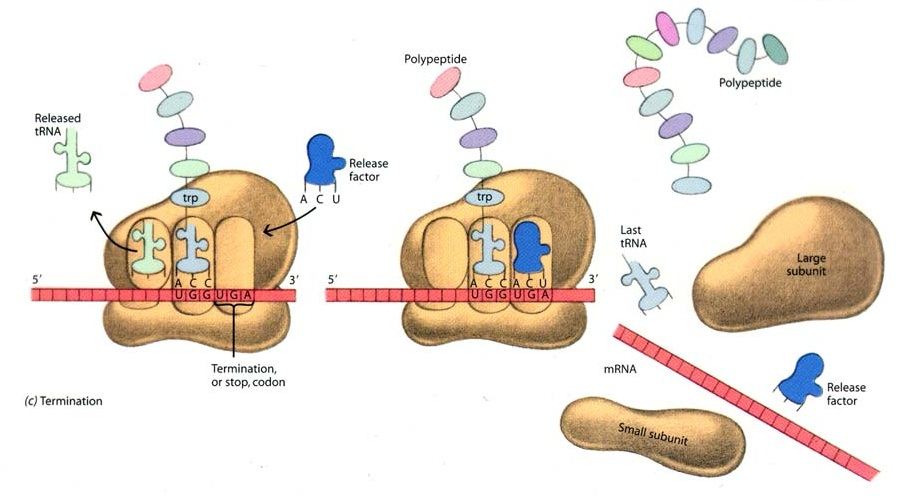 Released
tRNA
trp
Release
factor
A C U
5'
3'
A C C
U G G U G A
Termination,
or stop, codon
(c) Termination
Polypeptide
trp
5'
3'
A C C A C U
U G G U G A
Polypeptide
Last
tRNA
Large
subunit
mRNA
Release
factor
Small subunit